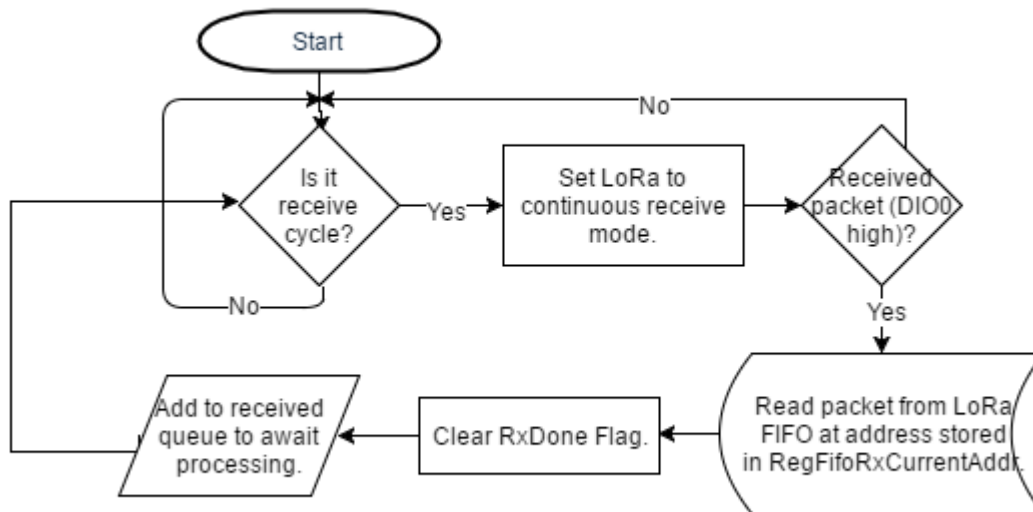 Start
No
Is it
receive
cycle?
Yes
Set LoRa to
continuous receive
mode.
Received
packet (DIO0
high)?
No
Yes
Add to received
queue to await
processing.
Clear RxDone Flag.
Read packet from LoRa
FIFO at address stored
in RegFifoRxCurrentAddr.